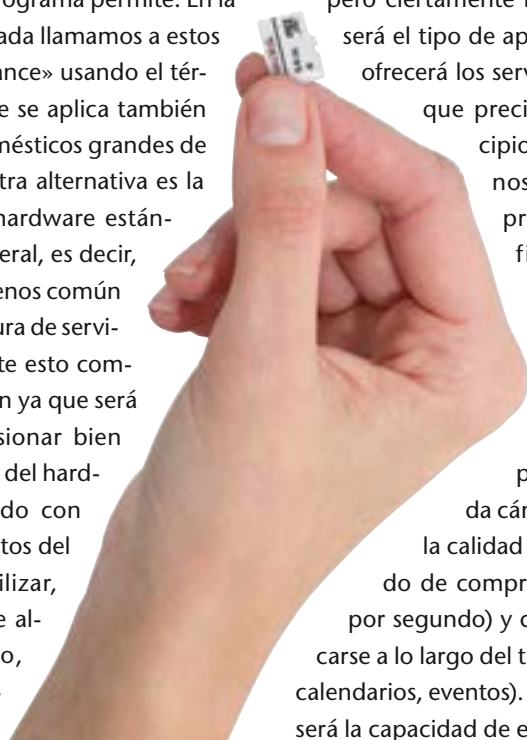 programa permite. En la
ada llamamos a estos
ance» usando el tér-
e se aplica también
mésticos grandes de
tra alternativa es la
hardware están-
eral, es decir,
enos común
ura de servi-
te esto com-
n ya que será
sionar bien
del hard-
do con
tos del
ilizar,
e al-
o,
pero ciertamente
será el tipo de ap
ofrecerá los serv
que preci
cipio
nos
pr
fi
p
da cár
la calidad
do de compr
por segundo) y c
carse a lo largo del t
calendarios, eventos).
será la capacidad de e